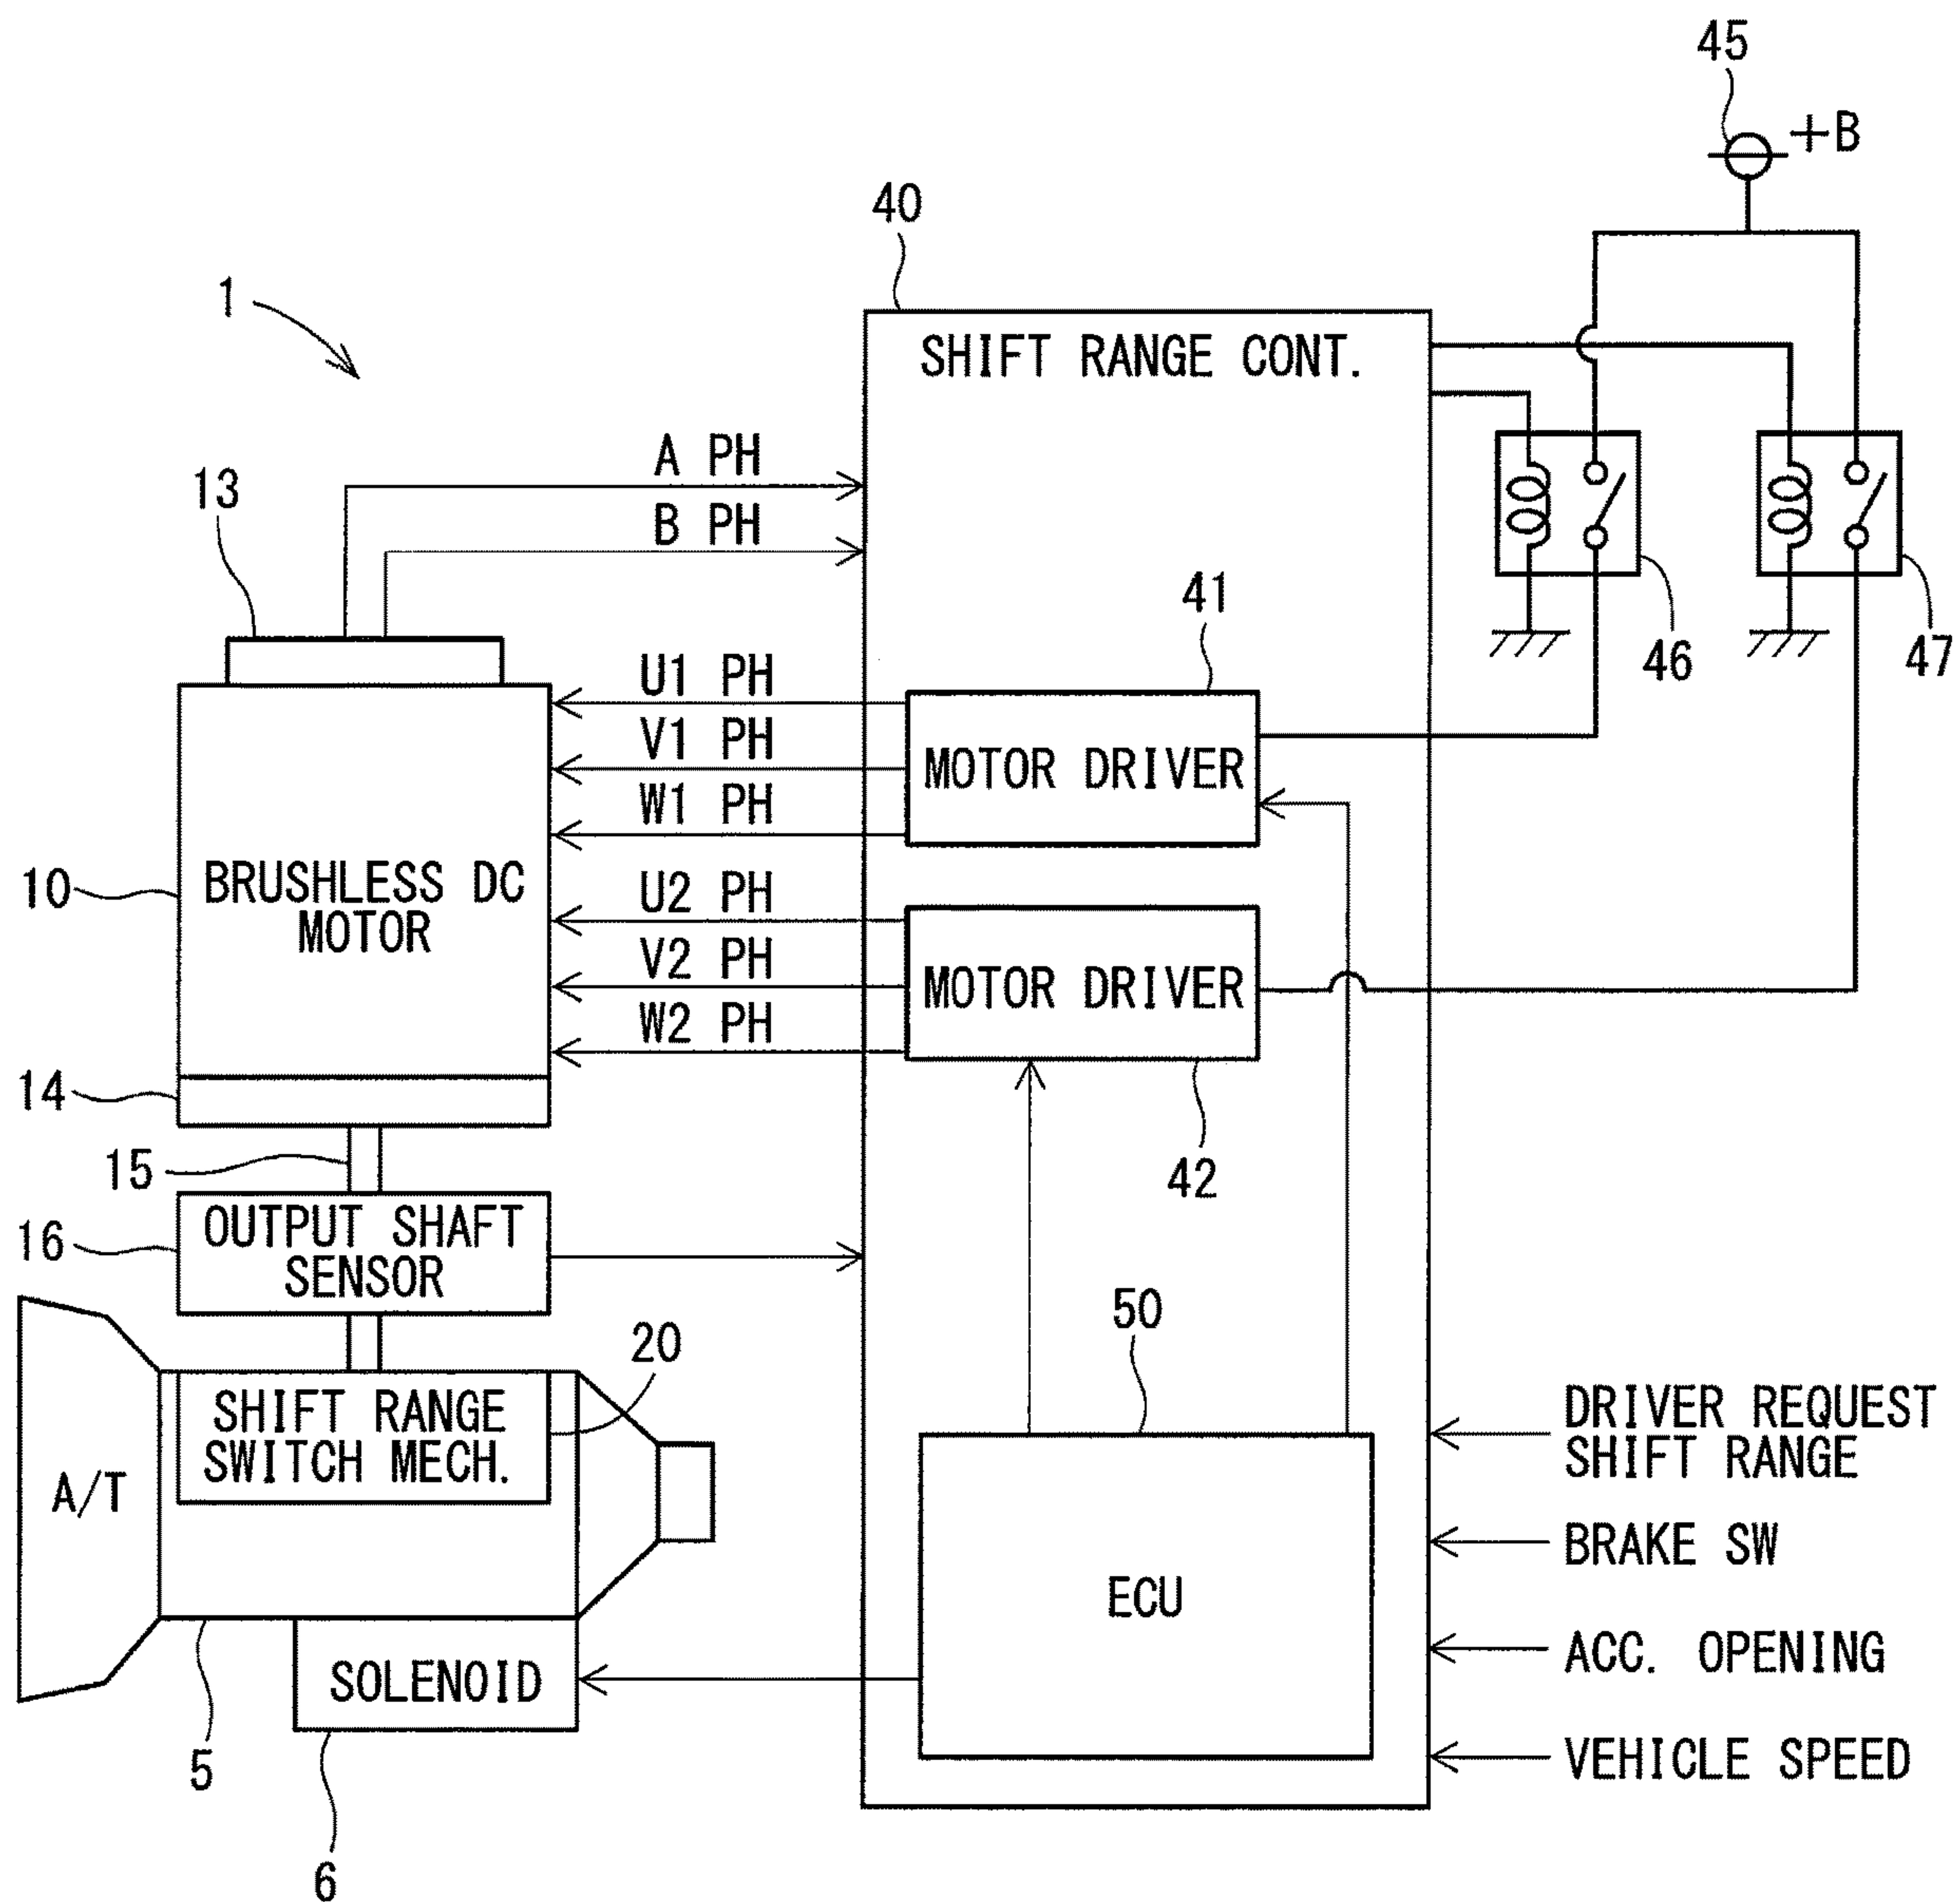 45
+B
40
1
SHIFT RANGE CONT.
A PH
13
B PH
41
46
47
U1 PH
V1 PH
MOTOR DRIVER
W1 PH
10
BRUSHLESS DC
MOTOR
U2 PH
V2 PH
MOTOR DRIVER
W2 PH
14
15
42
16
OUTPUT SHAFT
SENSOR
50
20
SHIFT RANGE
SWITCH MECH.
A/T
DRIVER REQUEST
SHIFT RANGE
BRAKE SW
ECU
ACC. OPENING
SOLENOID
VEHICLE SPEED
5
6